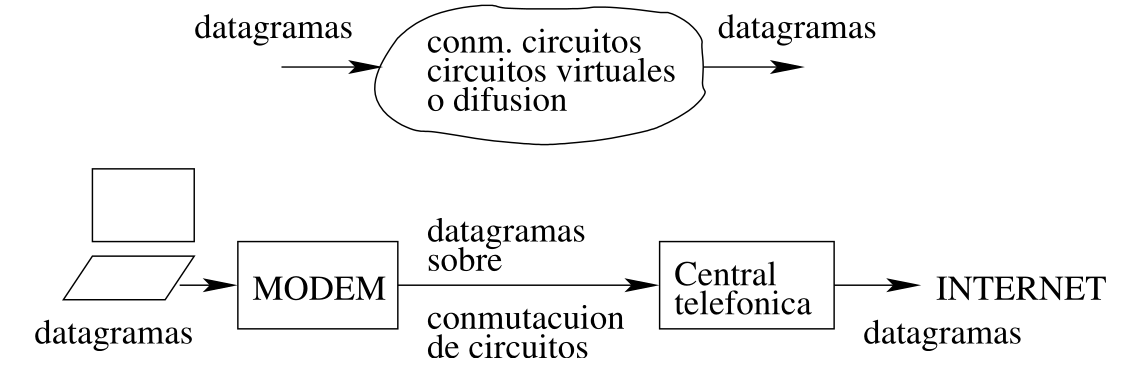 datagramas
conm. circuitos
circuitos virtuales
o difusion
datagramas
datagramas
MODEM
datagramas
sobre
conmutacuion
de circuitos
Central
telefonica
INTERNET
datagramas